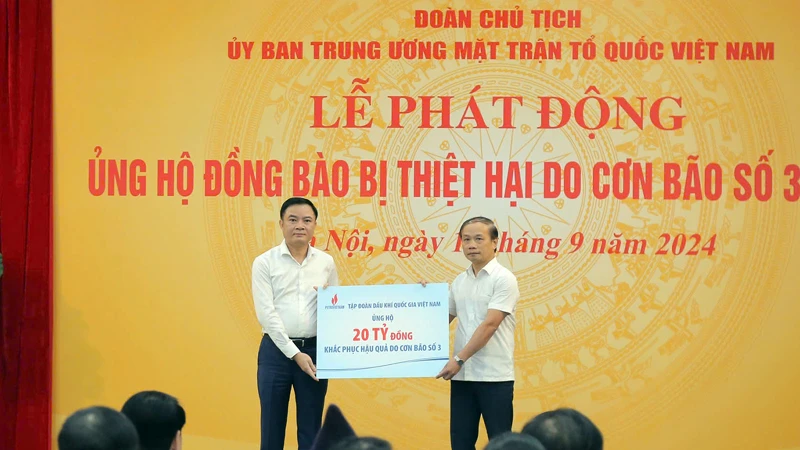 ĐOÀN CHỦ TỊCH
ỦY BAN TRUNG ƯƠNG MẶT TRẬN TỔ QUỐC VIỆT NAM
LỄ PHÁT ĐỘNG
ỦNG HỘ ĐỒNG BÀO BỊ THIỆT HẠI DO CƠN BÃO SỐ 3
Nội, ngày tháng 9 năm 2024
PETROVIETNAM
TẬP ĐOÀN DẦU KHÍ QUỐC GIA VIỆT NAM
ỦNG HỘ
20 TỶ ĐỒNG
KHẮC PHỤC HẬU QUẢ DO CƠN BÃO SỐ 3